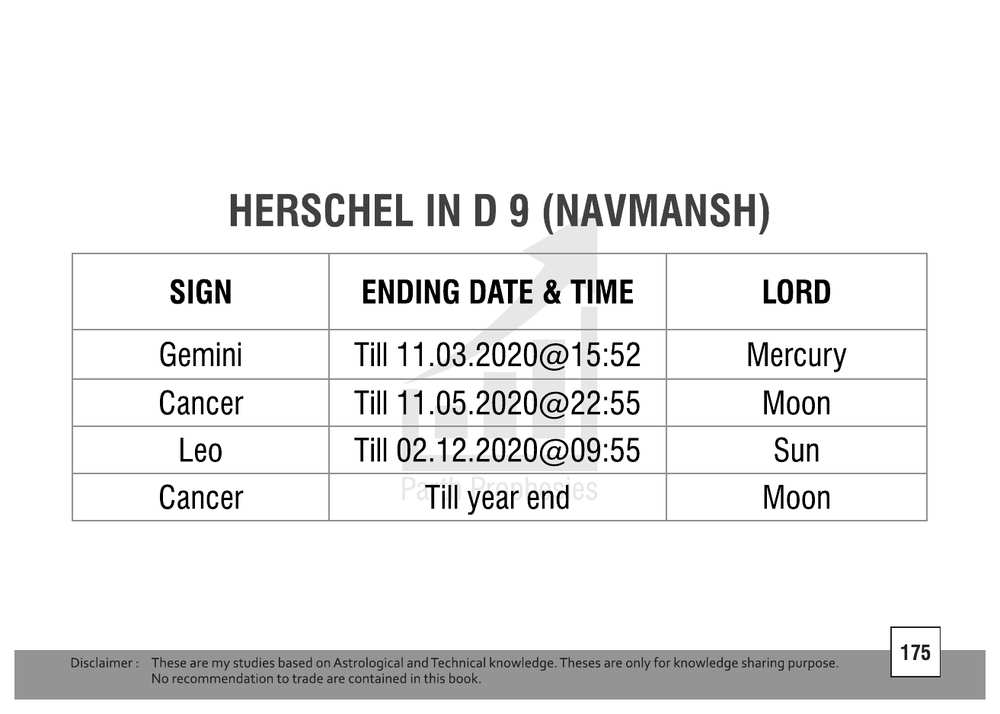 HERSCHEL IN D 9 (NAVMANSH)
SIGN ENDING DATE & TIME LORD
Gemini Till 11.03.2020@15:52 Mercury
Cancer Till 11.05.2020@22:55 Moon
Leo Till 02.12.2020@09:55 Sun
Cancer Till year end Moon
Parth Prophesies
Disclaimer : These are my studies based on Astrological and Technical knowledge. Theses are only for knowledge sharing purpose.
No recommendation to trade are contained in this book.
175